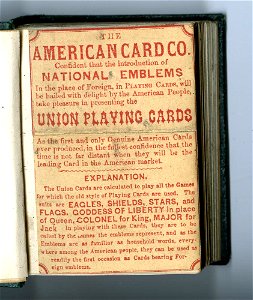 THE
AMERICAN CARD CO.
Confident that the introduction of
NATIONAL EMBLEMS
In the place of Foreign, in PLAYING CARDS, will
be hailed with delight by the American People,
take pleasure in presenting the
UNION PLAYING CARDS
As the first and only Genuine American Cards
ever produced, in the fullest confidence that the
time is not far distant when they will be the
leading Card in the American market.
EXPLANATION.
The Union Cards are calculated to play all the Games
for which the old style of Playing Cards are used. The
suits are EAGLES, SHIELDS, STARS, and
FLAGS. GODDESS OF LIBERTY in place
of Queen, COLONEL for King, MAJOR for
Jack. In playing with these Cards, they are to be
called by the names the emblems represent, and as the
Emblems are as familiar as household words, every-
where among the American people, they can be used as
readily the first occasion as Cards bearing For-
eign emblems.